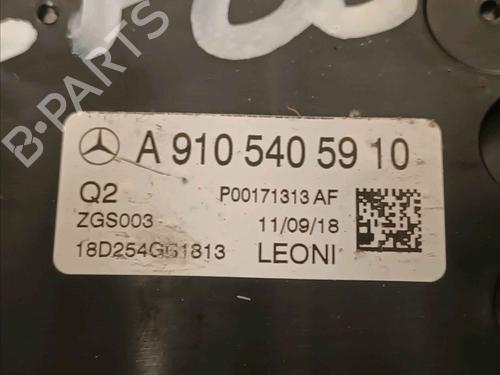 A 910 540 59 10
Q2 P00171313 AF
ZGS003 11/09/18
LEONI
B-PARTS